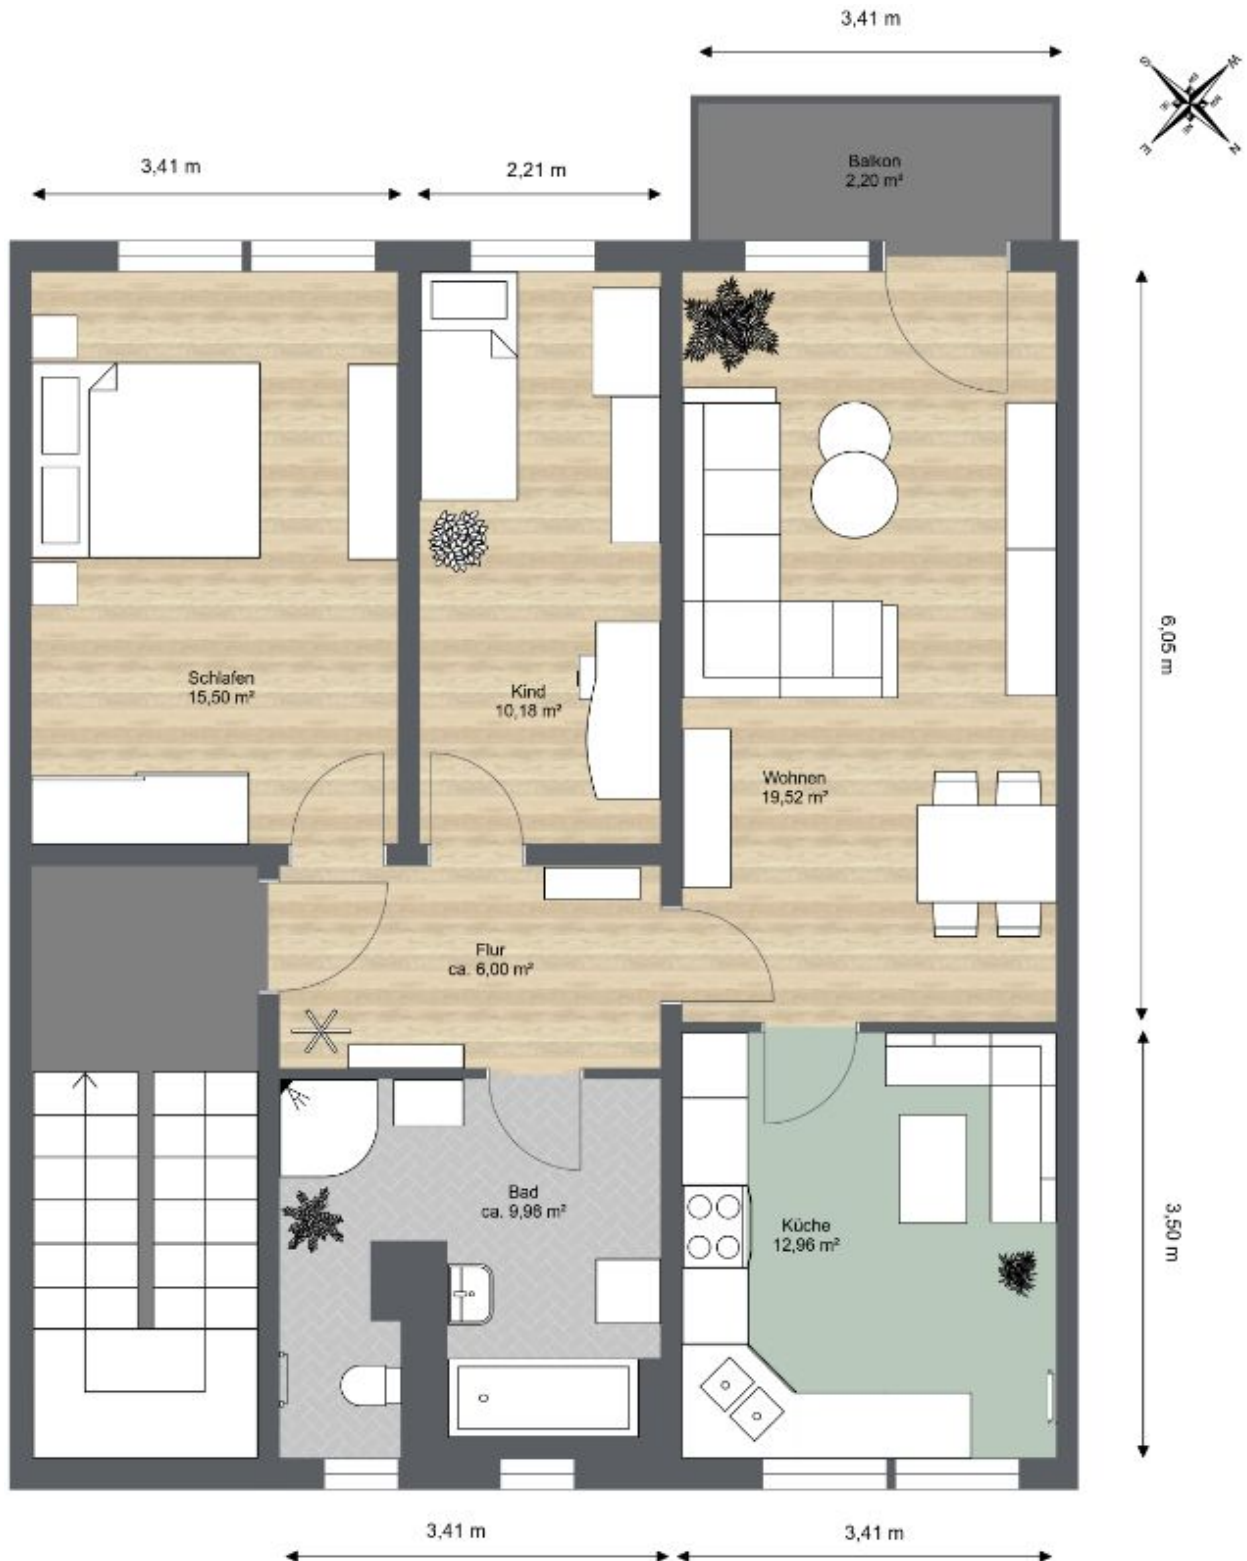 3,41 m
S
W
N
E
3,41 m
2,21 m
Balkon
2,20 m²
6,05 m
Schlafen
15,50 m²
Kind
10,18 m²
Wohnen
19,52 m²
Flur
ca. 6,00 m²
Bad
ca. 9,98 m²
Küche
12,96 m²
3,50 m
3,41 m
3,41 m